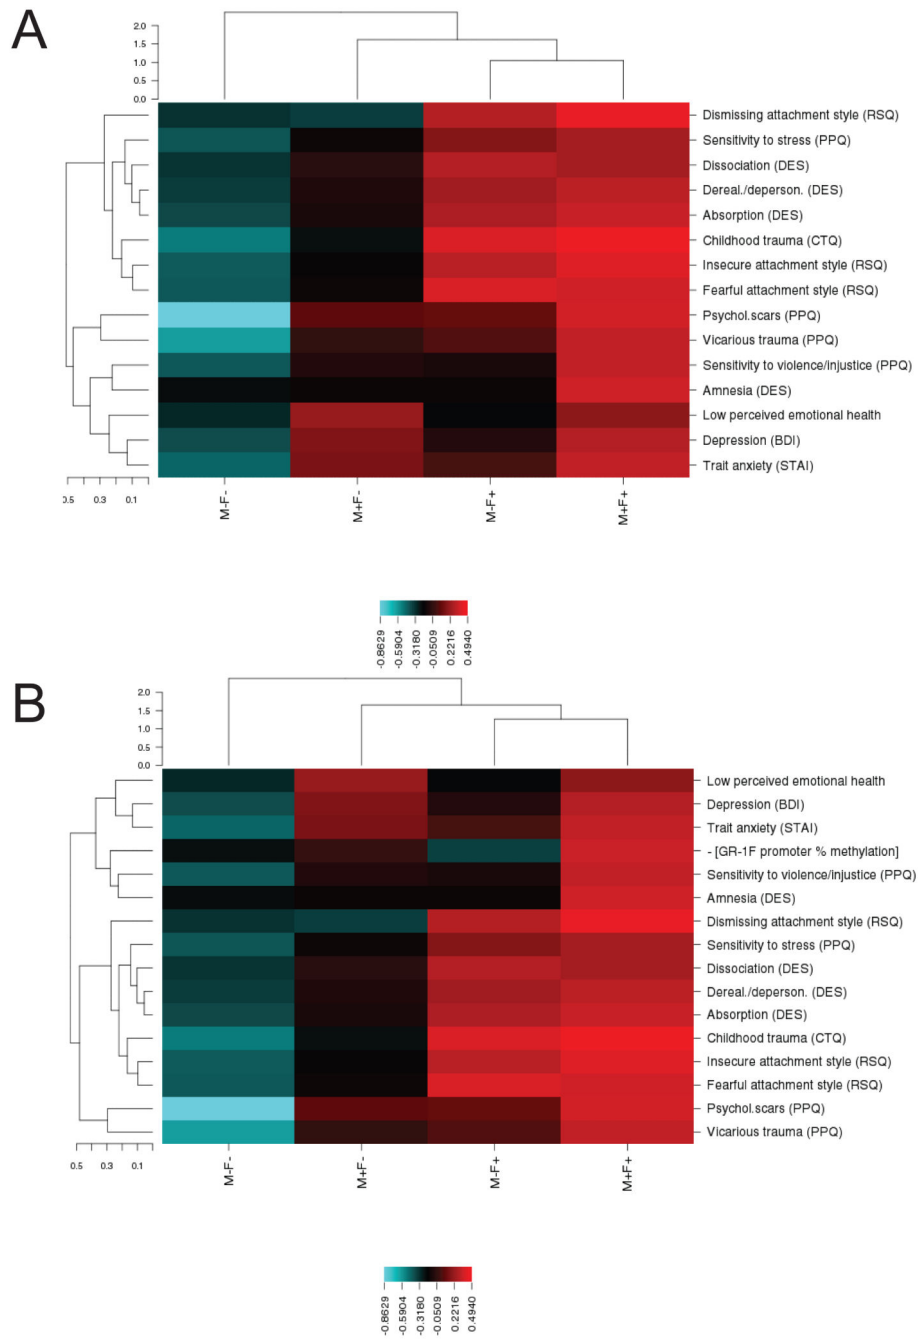 A
2.0
1.5
1.0
0.5
0.0
Dismissing attachment style (RSQ)
Sensitivity to stress (PPQ)
Dissociation (DES)
Dereal./deperson. (DES)
Absorption (DES)
Childhood trauma (CTQ)
Insecure attachment style (RSQ)
Fearful attachment style (RSQ)
Psychol.scars (PPQ)
Vicarious trauma (PPQ)
Sensitivity to violence/injustice (PPQ)
Amnesia (DES)
Low perceived emotional health
Depression (BDI)
Trait anxiety (STAI)
0.5 0.3 0.1
M-F- M+F- M-F+ M+F+
-0.8629 -0.5904 -0.3180 -0.0509 0.2216 0.4940
B
2.0
1.5
1.0
0.5
0.0
Low perceived emotional health
Depression (BDI)
Trait anxiety (STAI)
- [GR-1F promoter % methylation]
Sensitivity to violence/injustice (PPQ)
Amnesia (DES)
Dismissing attachment style (RSQ)
Sensitivity to stress (PPQ)
Dissociation (DES)
Dereal./deperson. (DES)
Absorption (DES)
Childhood trauma (CTQ)
Insecure attachment style (RSQ)
Fearful attachment style (RSQ)
Psychol.scars (PPQ)
Vicarious trauma (PPQ)
0.5 0.3 0.1
M-F- M+F- M-F+ M+F+
-0.8629 -0.5904 -0.3180 -0.0509 0.2216 0.4940